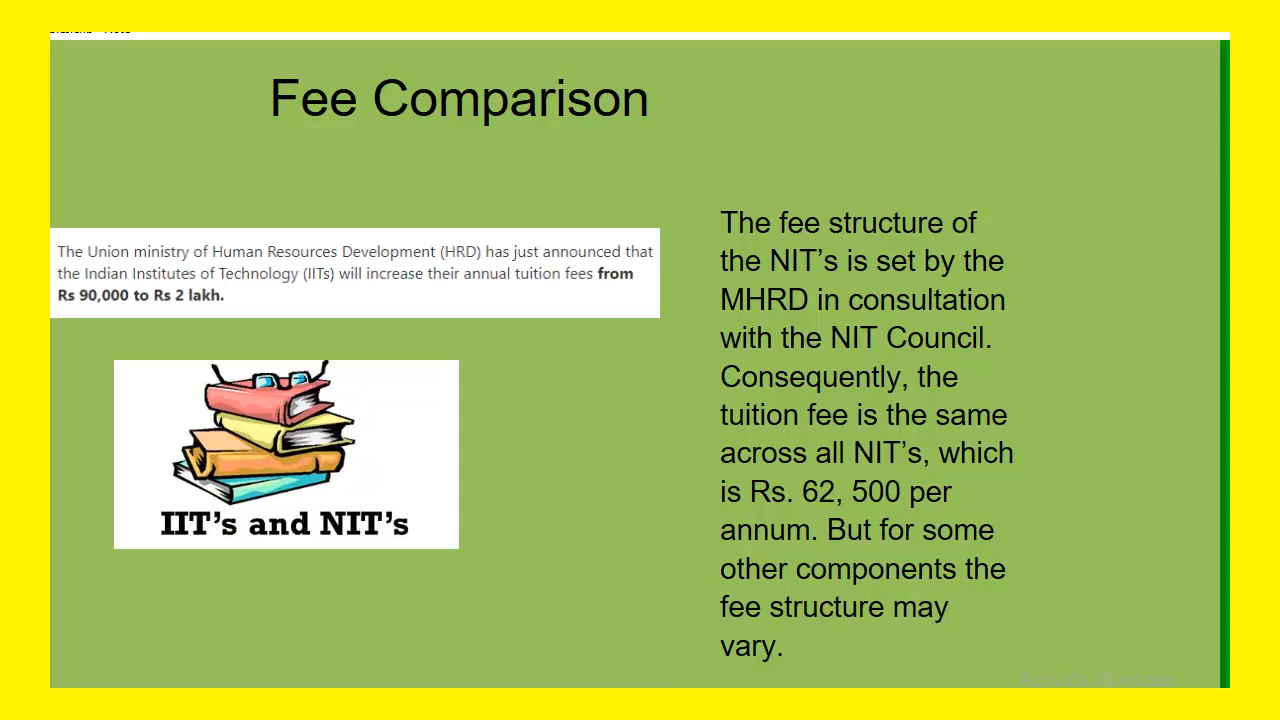 Fee Comparison
The Union ministry of Human Resources Development (HRD) has just announced that
the Indian Institutes of Technology (IITs) will increase their annual tuition fees from
Rs 90,000 to Rs 2 lakh.
IIT's and NIT's
The fee structure of
the NIT's is set by the
MHRD in consultation
with the NIT Council.
Consequently, the
tuition fee is the same
across all NIT's, which
is Rs. 62, 500 per
annum. But for some
other components the
fee structure may
vary.
Activate Windows